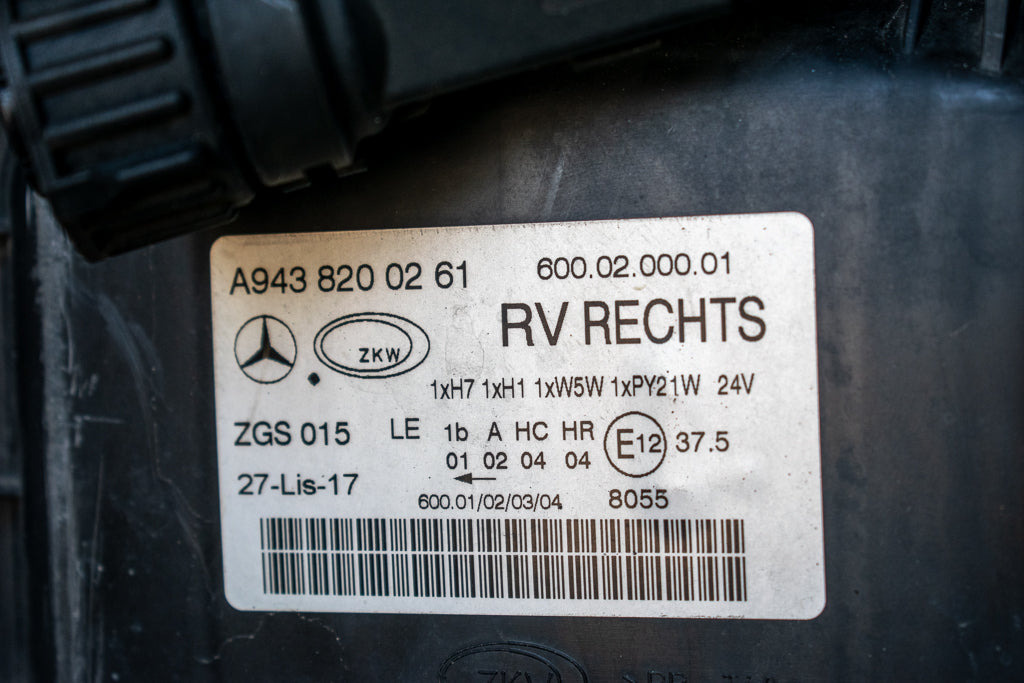 A943 820 02 61 600.02.000.01
RV RECHTS
ZKW
1xH7 1xH1 1xW5W 1xPY21W 24V
ZGS 015 LE 1b A HC HR E12 37.5
01 02 04 04
27-Lis-17
600.01/02/03/04 8055
ZKW